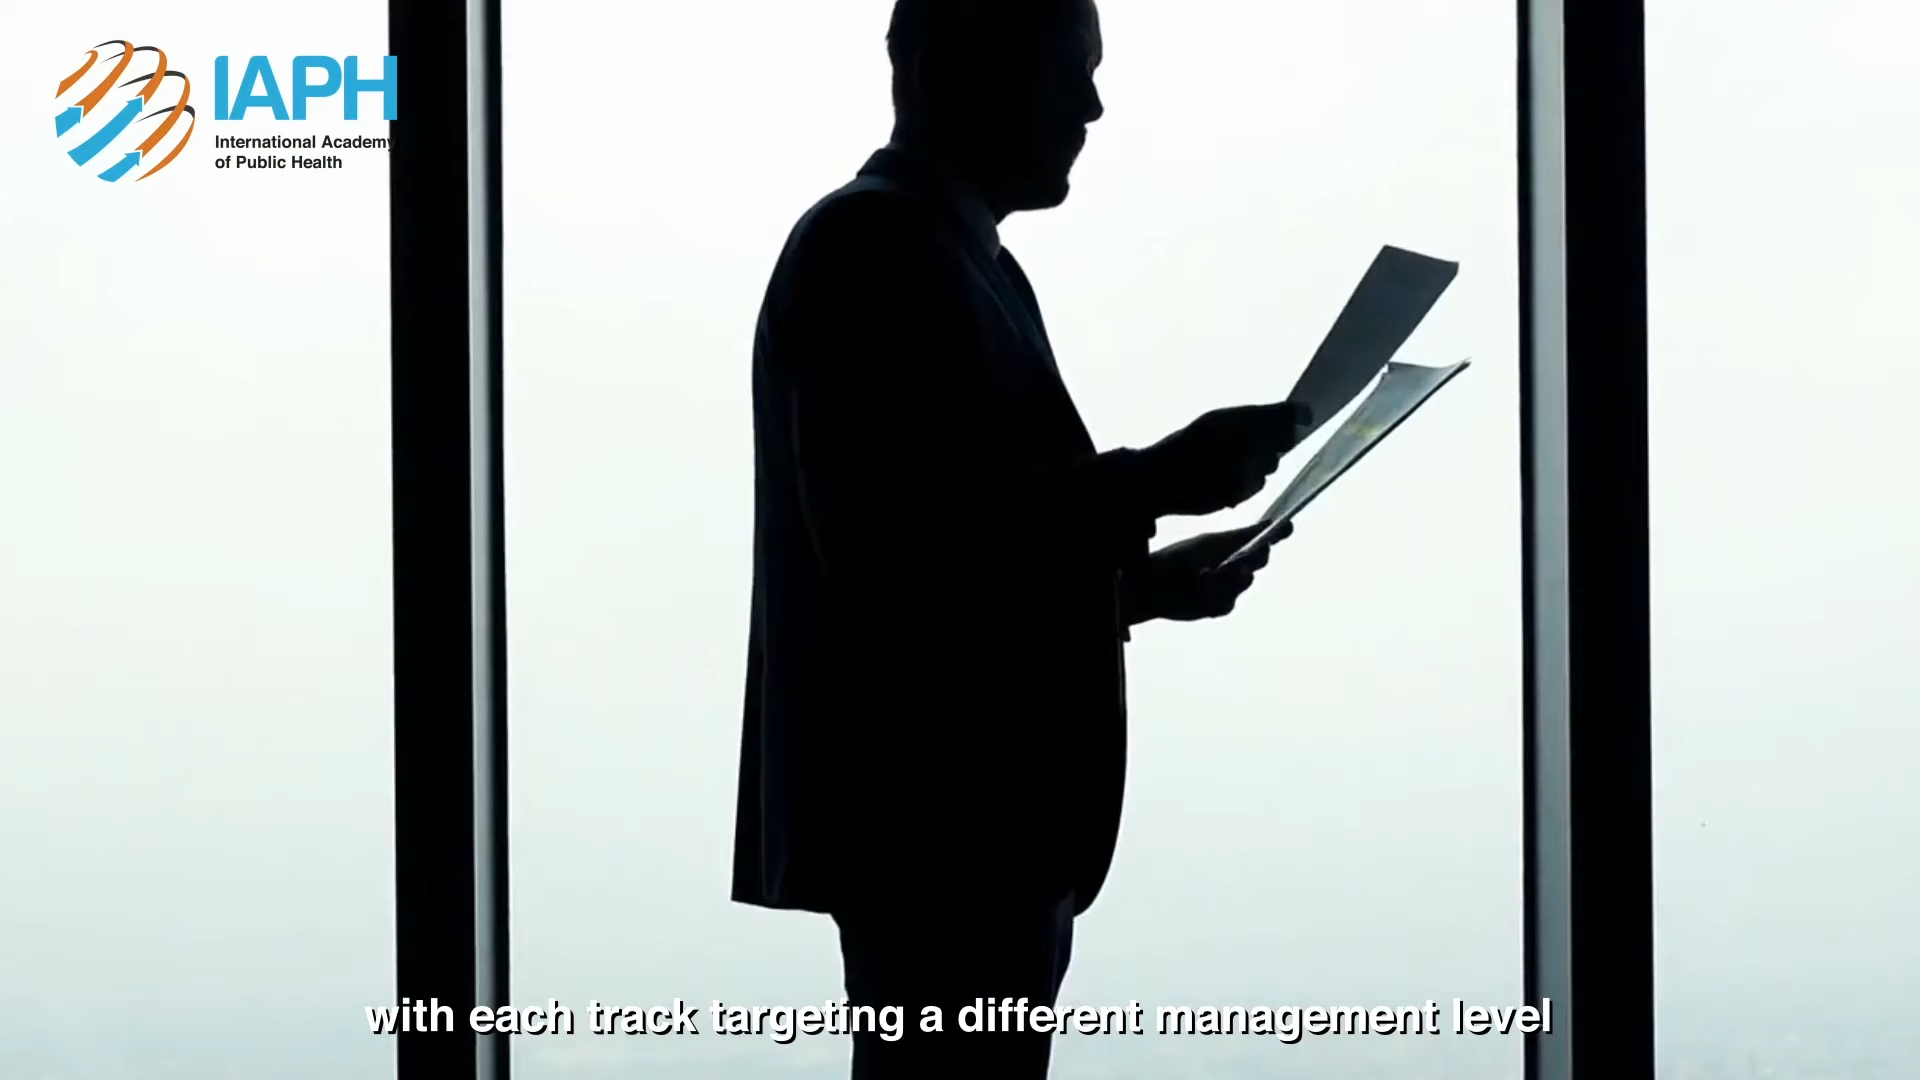 IAPH
International Academy
of Public Health
with each track targeting a different management level